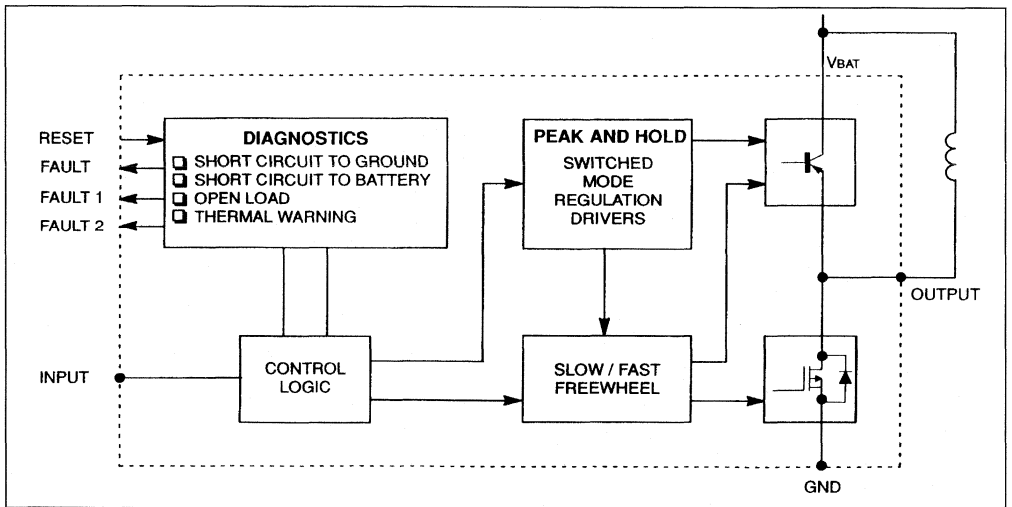 VBAT
RESET
FAULT
FAULT 1
FAULT 2
DIAGNOSTICS
SHORT CIRCUIT TO GROUND
SHORT CIRCUIT TO BATTERY
OPEN LOAD
THERMAL WARNING
PEAK AND HOLD
SWITCHED
MODE
REGULATION
DRIVERS
OUTPUT
INPUT
CONTROL
LOGIC
SLOW / FAST
FREEWHEEL
GND